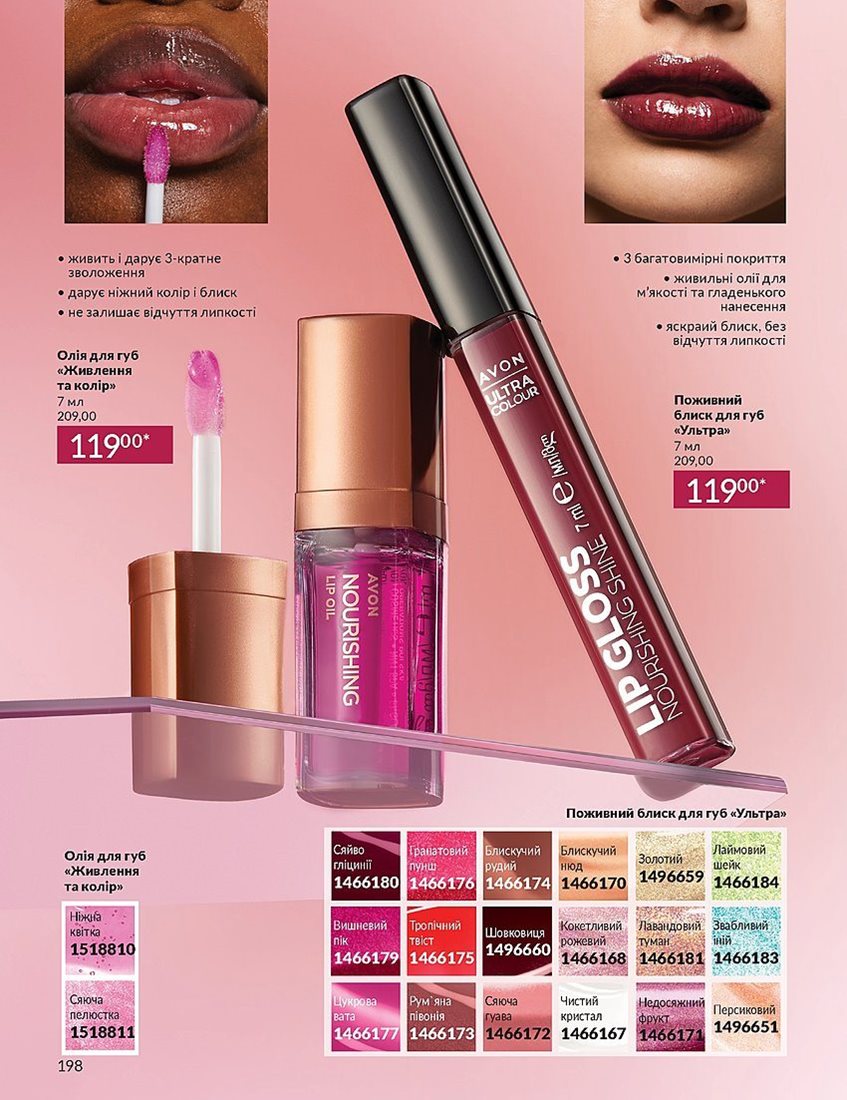 • живить і дарує 3-кратне
зволоження
• дарує ніжний колір і блиск
• не залишає відчуття липкості
Олія для губ
«Живлення
та колір»
7 мл
209,00
119⁰⁰*
• 3 багатовимірні покриття
• живильні олії для
м'якості та гладенького
нанесення
• яскраий блиск, без
відчуття липкості
Поживний
блиск для губ
«Ультра»
7 мл
209,00
119⁰⁰*
AVON
NOURISHING
LIP OIL
AVON
ULTRA
COLOUR
7 ml
LIP GLOSS
NOURISHING SHINE
Олія для губ
«Живлення
та колір»
Ніжна
квітка
1518810
Сяюча
пелюстка
1518811
Поживний блиск для губ «Ультра»
Сяйво
гліцинії
1466180
Гранатовий
пунш
1466176
Блискучий
рудий
1466174
Блискучий
нюд
1466170
Золотий
1496659
Лаймовий
шейк
1466184
Вишневий
пік
1466179
Тропічний
твіст
1466175
Шовковиця
1496660
Кокетливий
рожевий
1466168
Лавандовий
туман
1466181
Звабливий
іній
1466183
Цукрова
вата
1466177
Рум`яна
півонія
1466173
Сяюча
гуава
1466172
Чистий
кристал
1466167
Недосяжний
фрукт
1466171
Персиковий
1496651
198